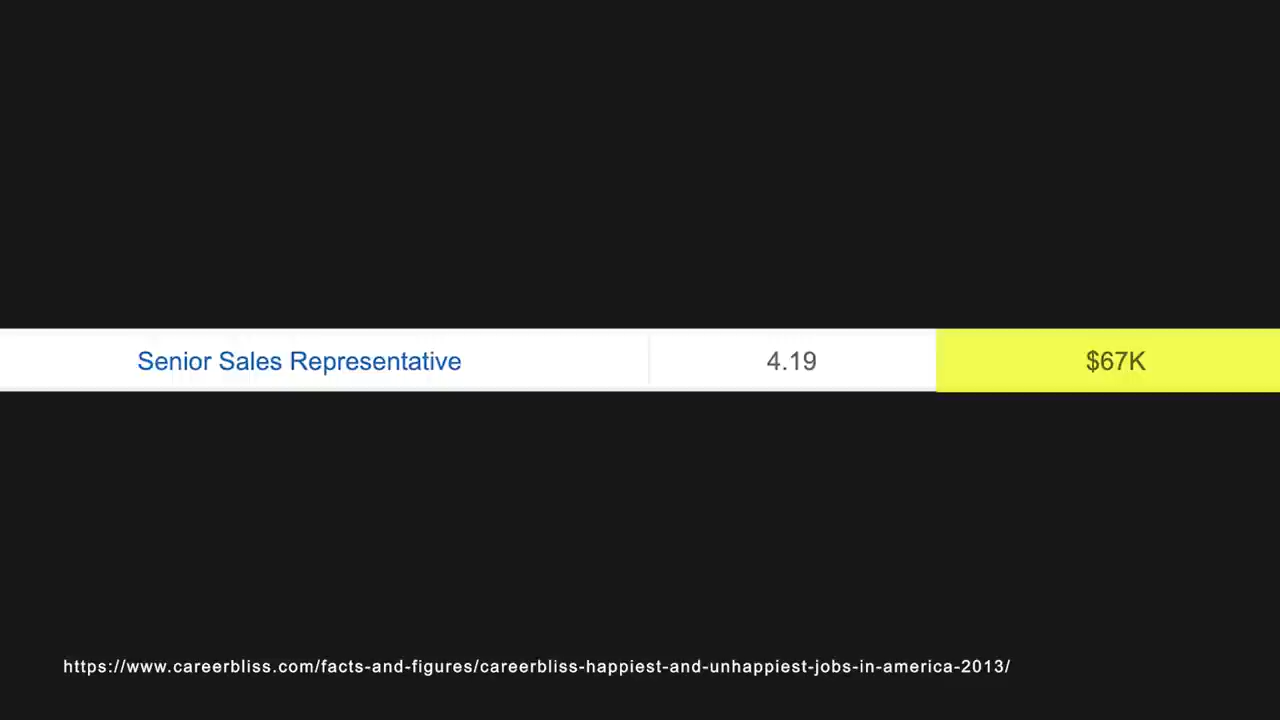 Senior Sales Representative 4.19 $67K
https://www.careerbliss.com/facts-and-figures/careerbliss-happiest-and-unhappiest-jobs-in-america-2013/